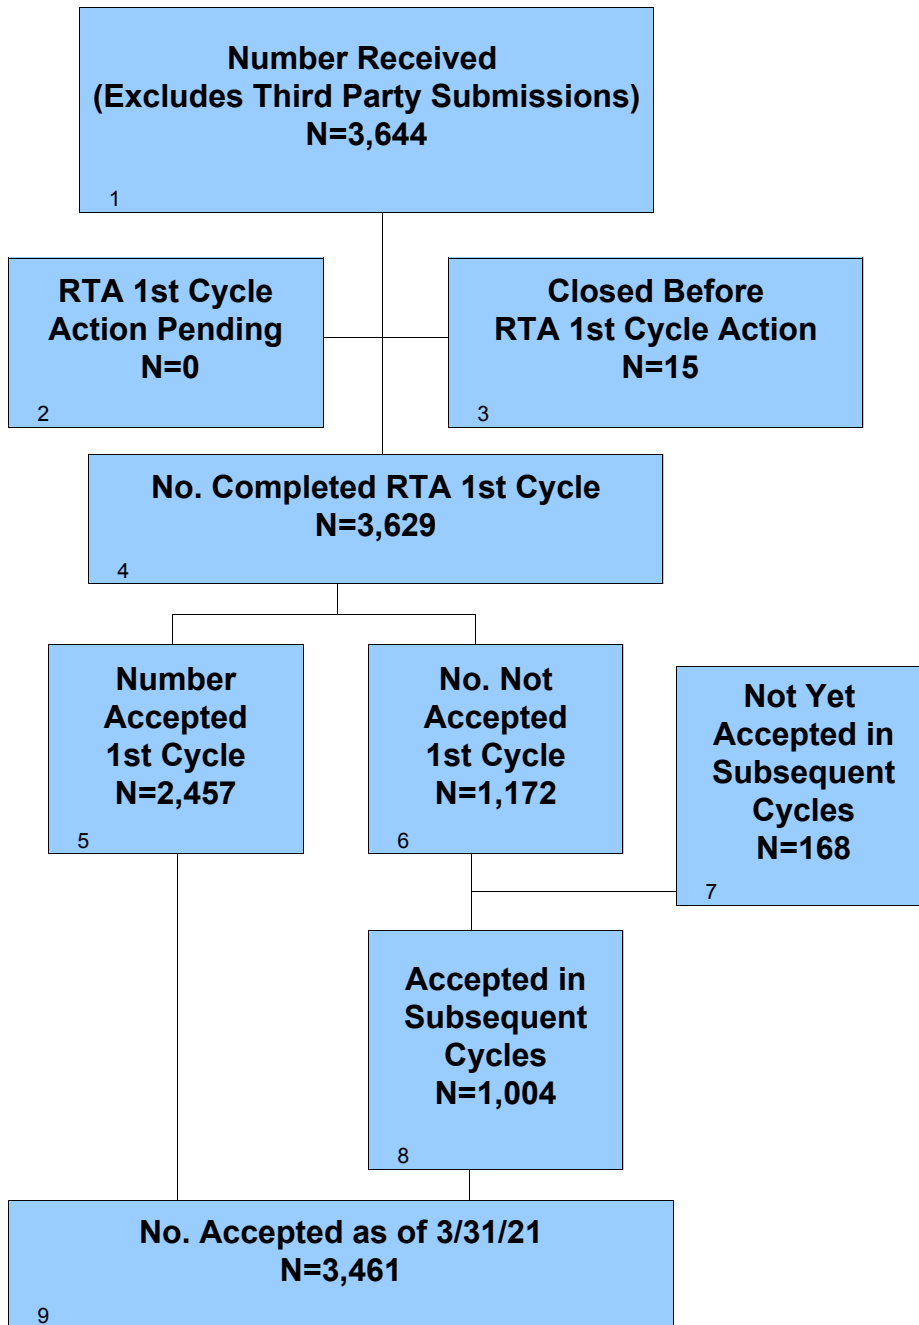 Number Received
(Excludes Third Party Submissions)
N=3,644
1
RTA 1st Cycle
Action Pending
N=0
2
Closed Before
RTA 1st Cycle Action
N=15
3
No. Completed RTA 1st Cycle
N=3,629
4
Number
Accepted
1st Cycle
N=2,457
5
No. Not
Accepted
1st Cycle
N=1,172
6
Not Yet
Accepted in
Subsequent
Cycles
N=168
7
Accepted in
Subsequent
Cycles
N=1,004
8
No. Accepted as of 3/31/21
N=3,461
9